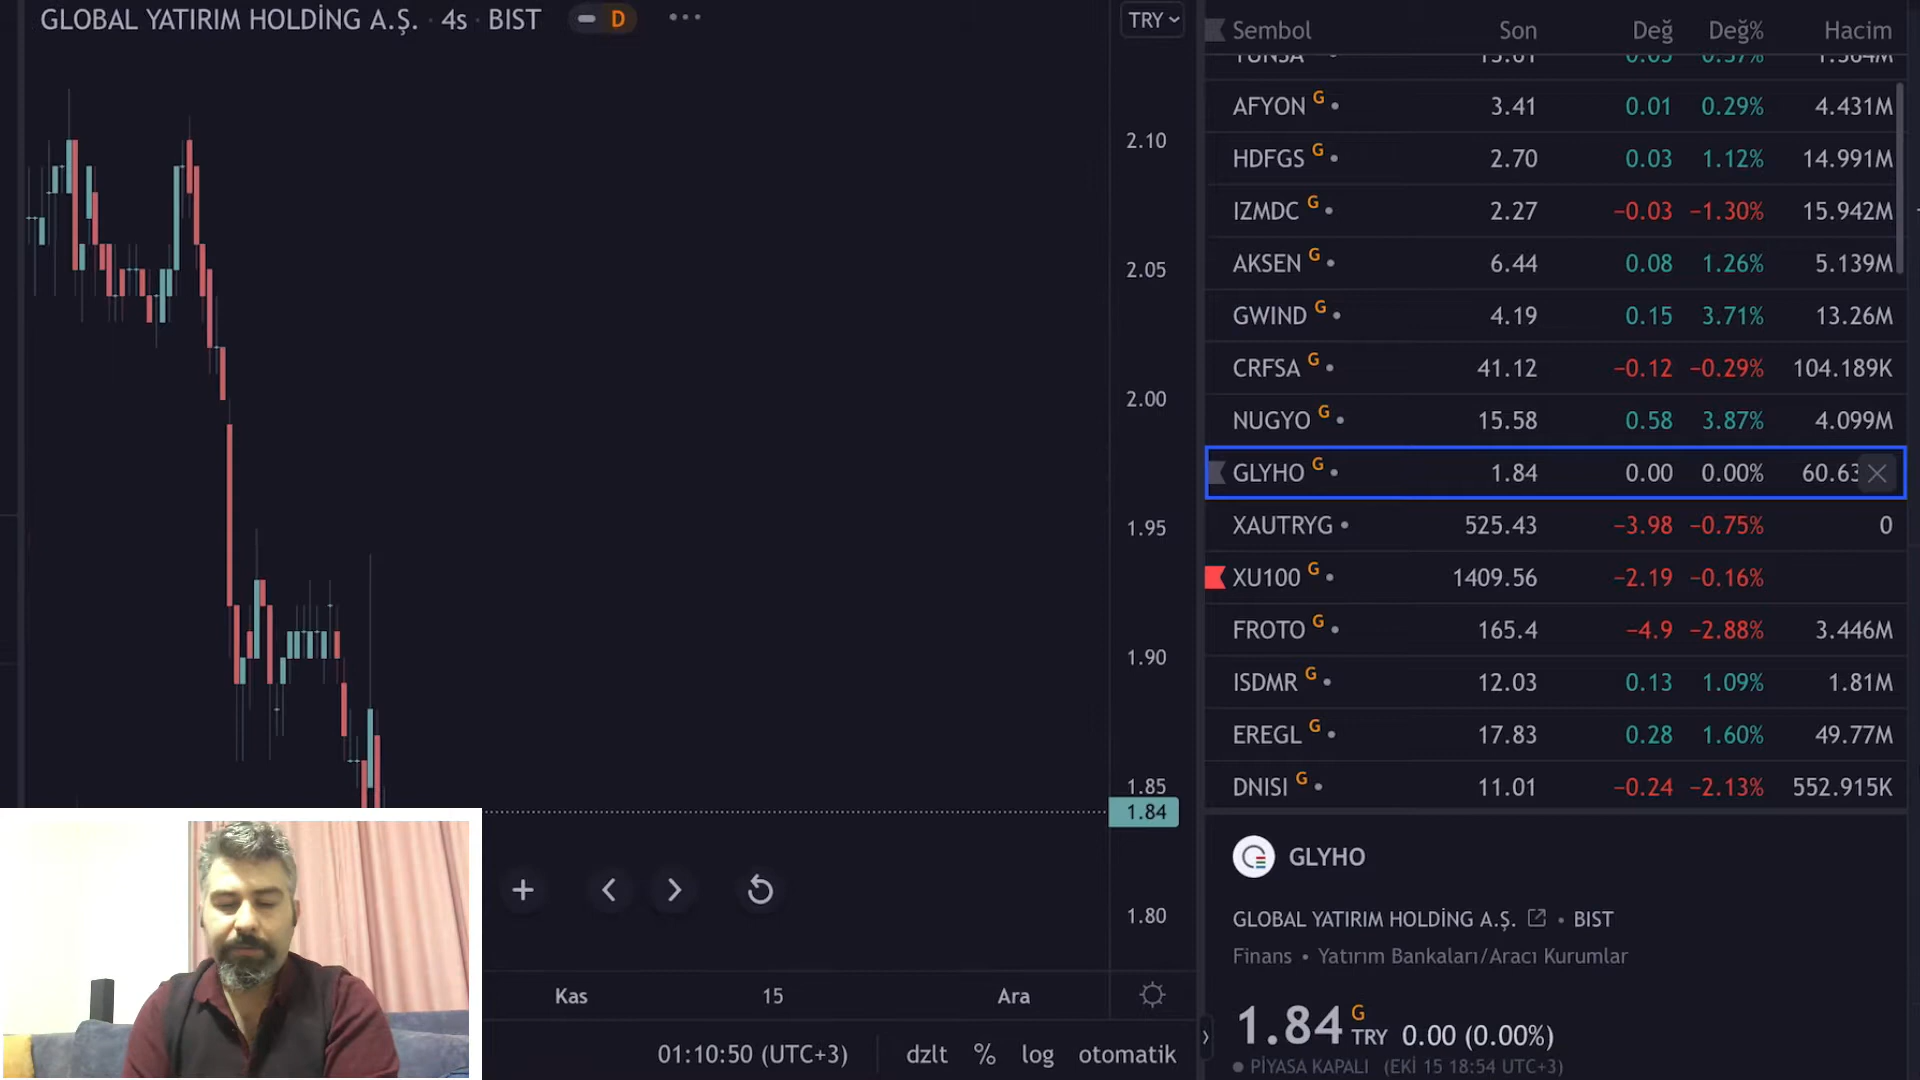 GLOBAL YATIRIM HOLDİNG A.Ş. · 4s · BIST D
TRY
2.10
2.05
2.00
1.95
1.90
1.85
1.84
1.80
Kas 15 Ara
01:10:50 (UTC+3) dzlt % log otomatik
Sembol Son Değ Değ% Hacim
AFYON G 3.41 0.01 0.29% 4.431M
HDFGS G 2.70 0.03 1.12% 14.991M
IZMDC G 2.27 −0.03 −1.30% 15.942M
AKSEN G 6.44 0.08 1.26% 5.139M
GWIND G 4.19 0.15 3.71% 13.26M
CRFSA G 41.12 −0.12 −0.29% 104.189K
NUGYO G 15.58 0.58 3.87% 4.099M
GLYHO G 1.84 0.00 0.00% 60.63
XAUTRYG 525.43 −3.98 −0.75% 0
XU100 G 1409.56 −2.19 −0.16%
FROTO G 165.4 −4.9 −2.88% 3.446M
ISDMR G 12.03 0.13 1.09% 1.81M
EREGL G 17.83 0.28 1.60% 49.77M
DNISI G 11.01 −0.24 −2.13% 552.915K
GLYHO
GLOBAL YATIRIM HOLDİNG A.Ş. • BIST
Finans • Yatırım Bankaları/Aracı Kurumlar
1.84 G TRY 0.00 (0.00%)
PİYASA KAPALI (EKİ 15 18:54 UTC+3)